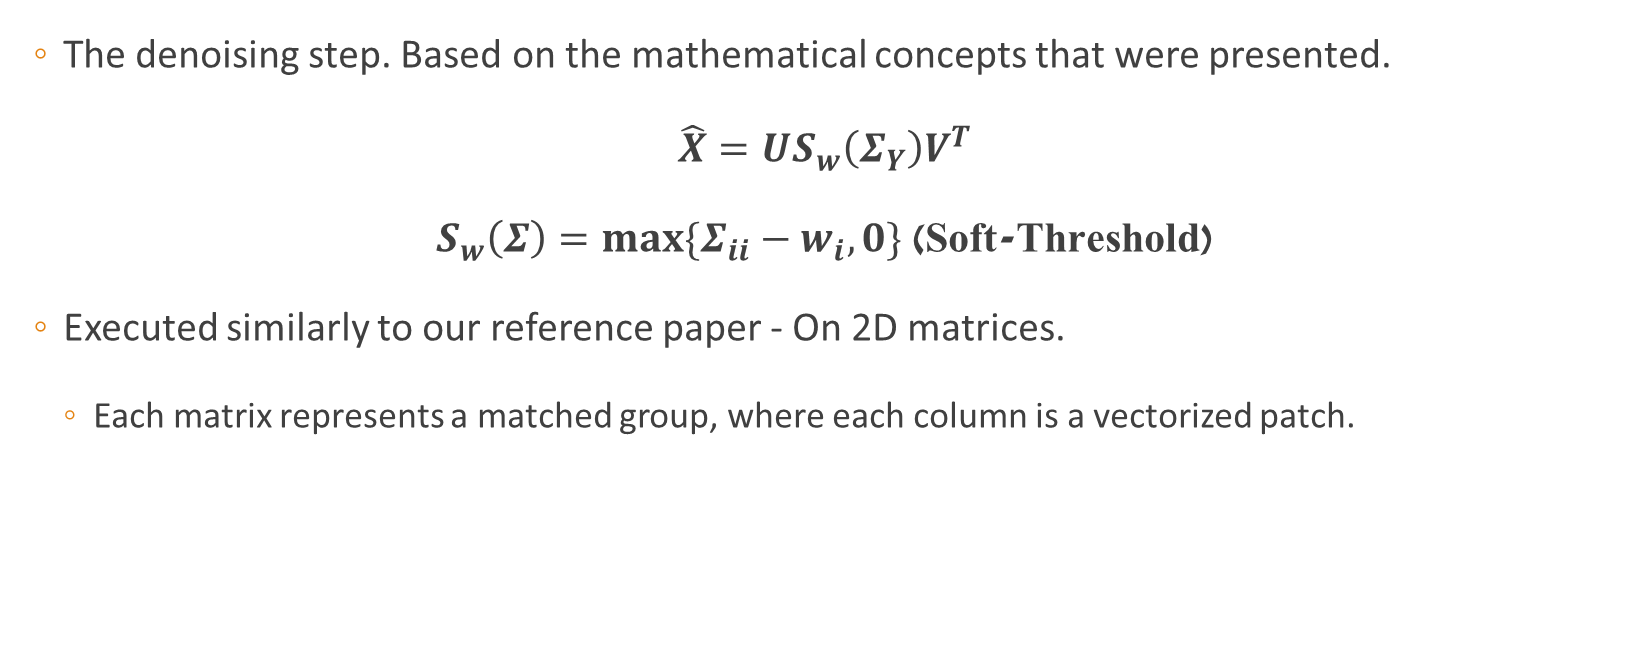 ◦ The denoising step. Based on the mathematical concepts that were presented.
X̂ = US_w(Σ_Y)V^T
S_w(Σ) = max{Σ_ii − w_i, 0} (Soft-Threshold)
◦ Executed similarly to our reference paper - On 2D matrices.
◦ Each matrix represents a matched group, where each column is a vectorized patch.